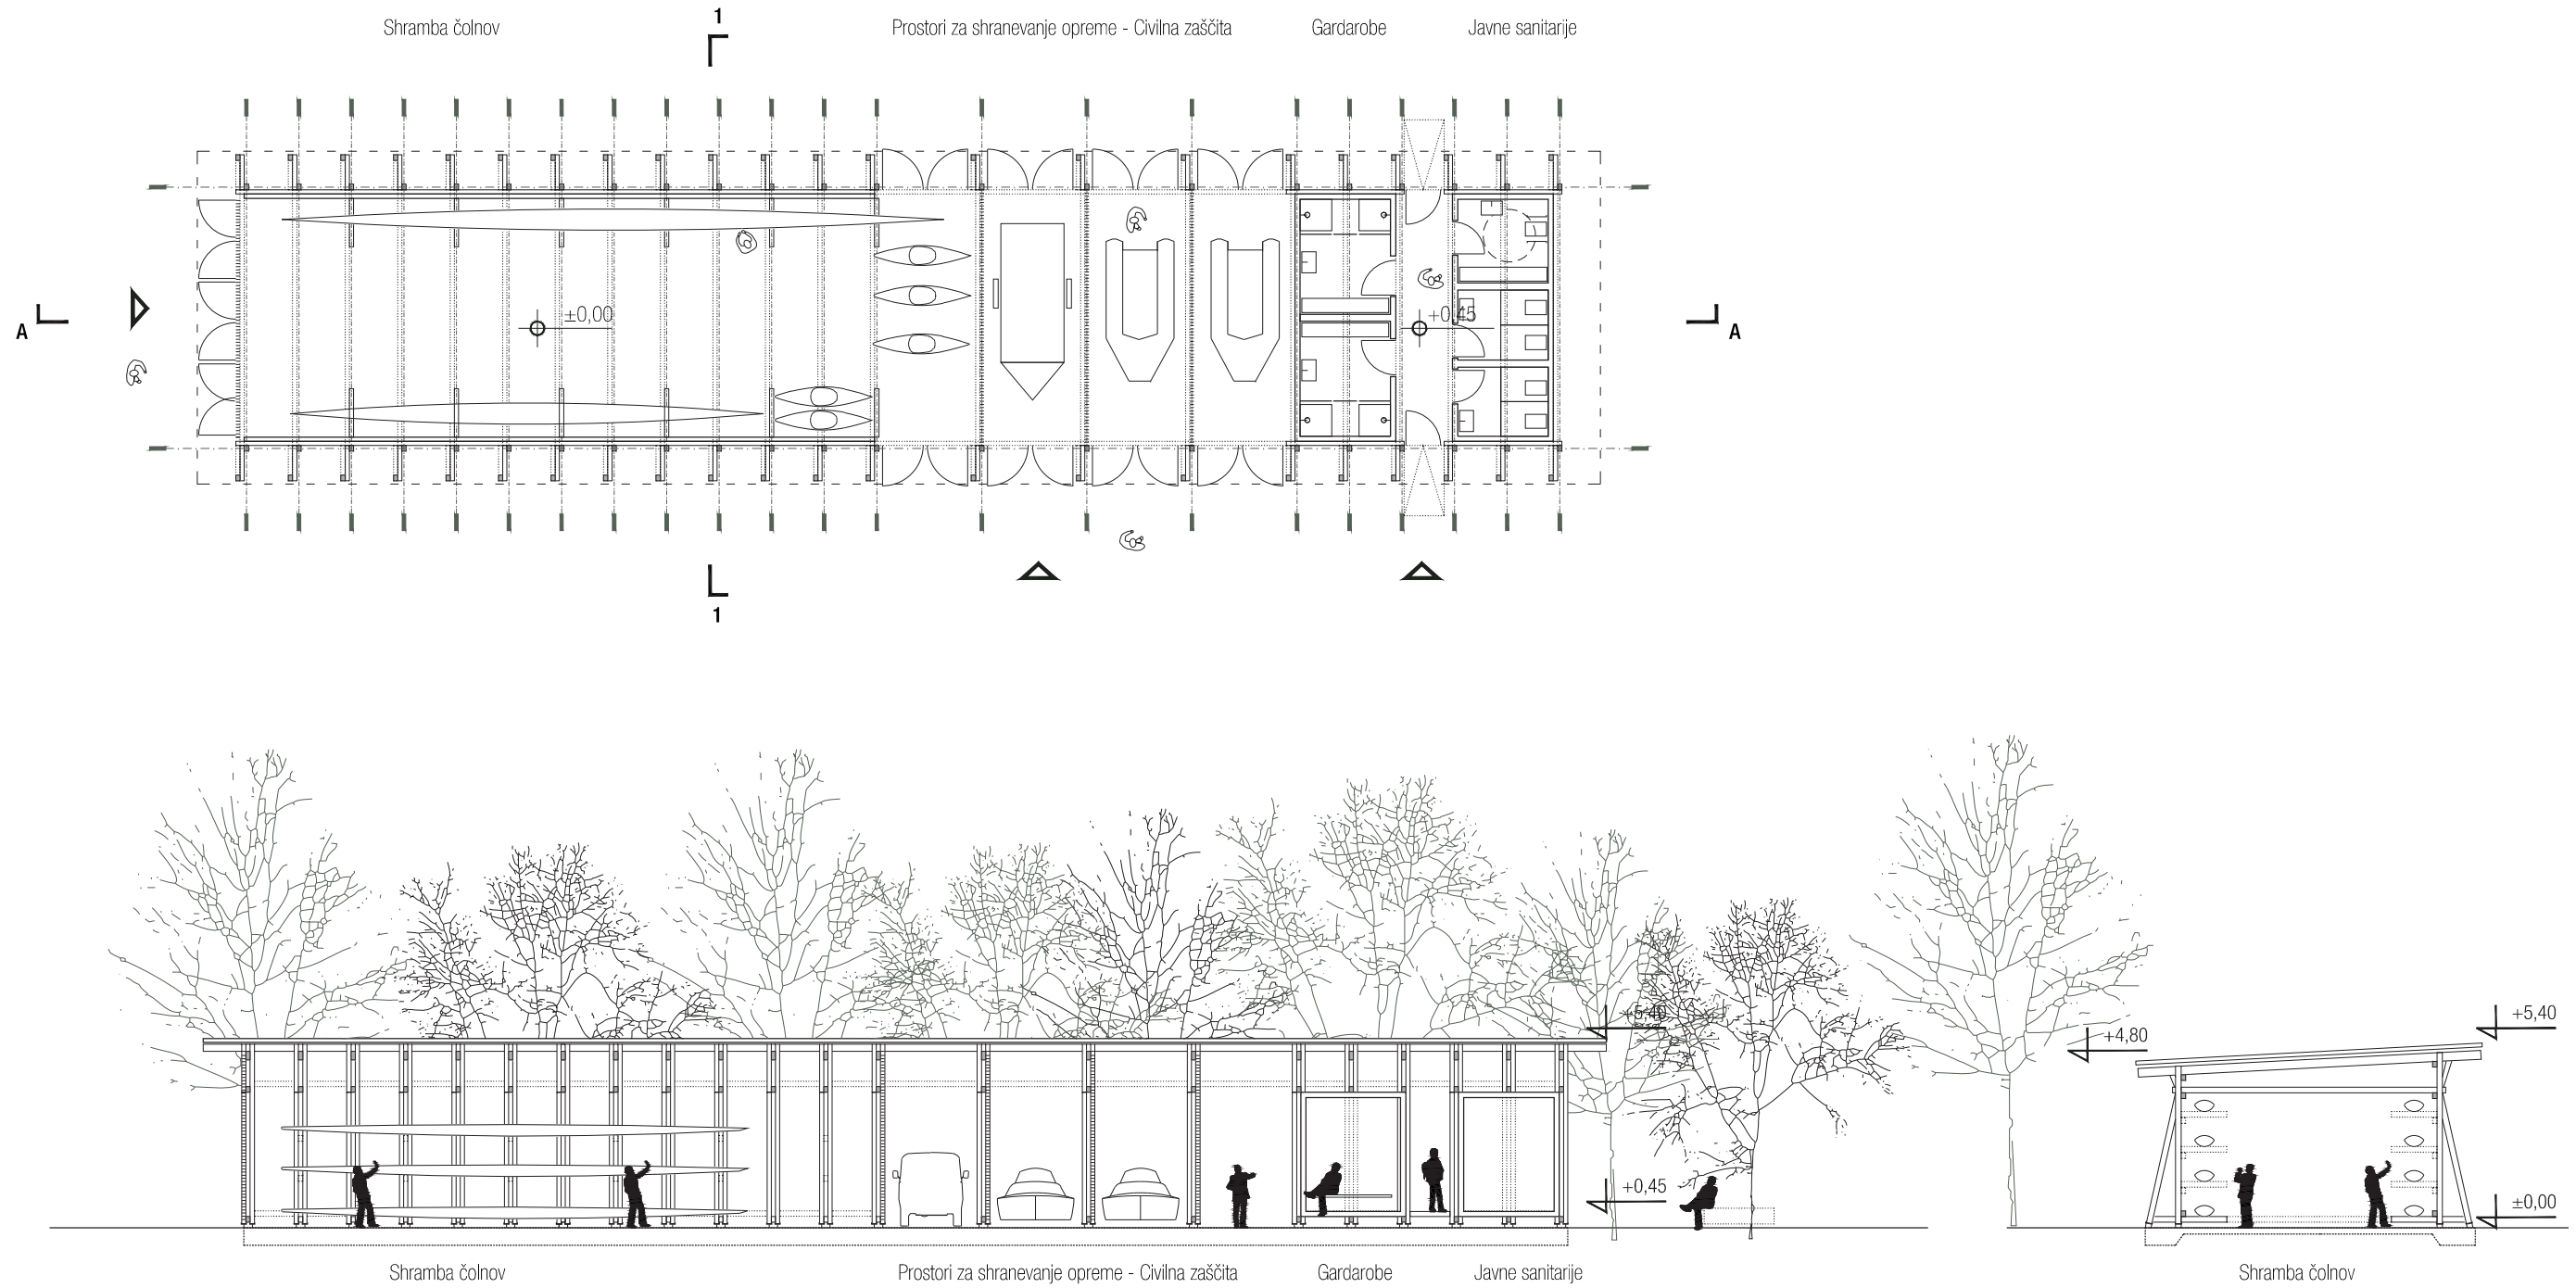 Shramba čolnov
1
Prostori za shranevanje opreme - Civilna zaščita
Gardarobe
Javne sanitarije
±0,00
+0,45
A
A
1
+5,40
+5,40
+4,80
+0,45
±0,00
Shramba čolnov
Prostori za shranevanje opreme - Civilna zaščita
Gardarobe
Javne sanitarije
Shramba čolnov